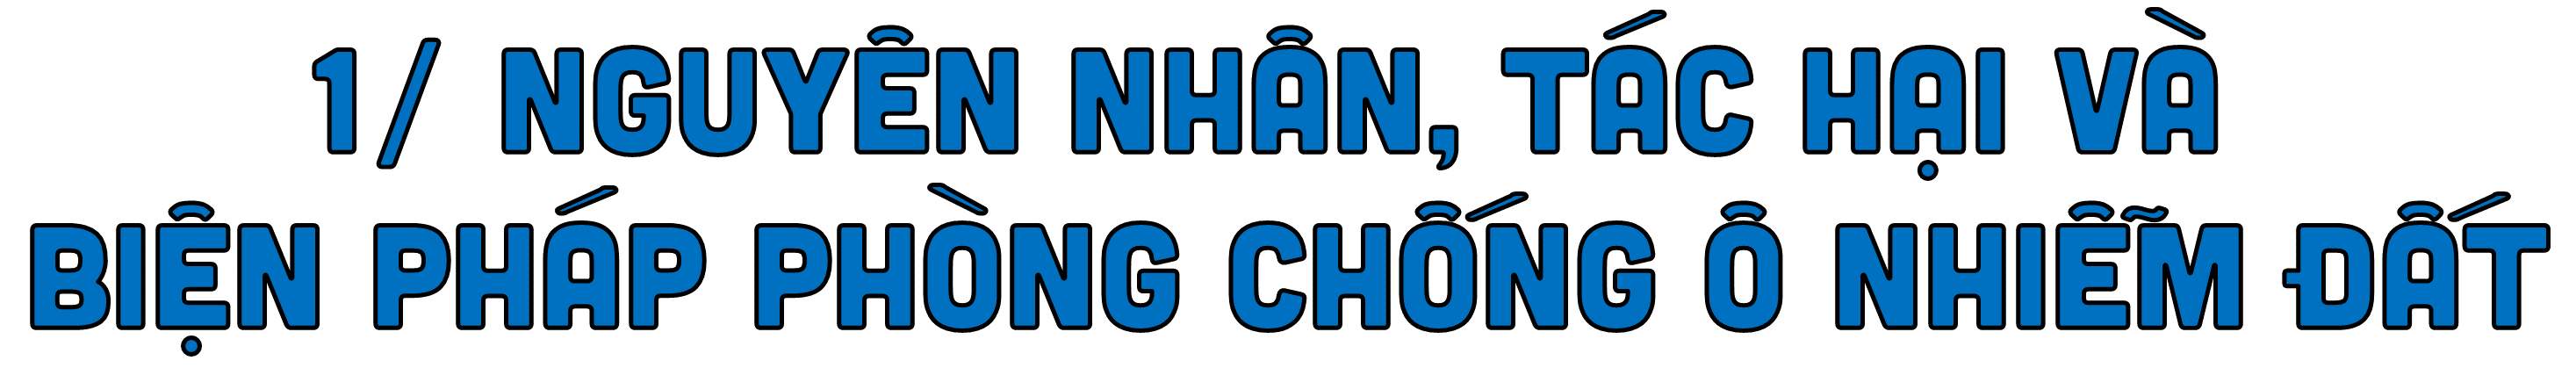 1/ NGUYÊN NHÂN, TÁC HẠI VÀ
BIỆN PHÁP PHÒNG CHỐNG Ô NHIỄM ĐẤT